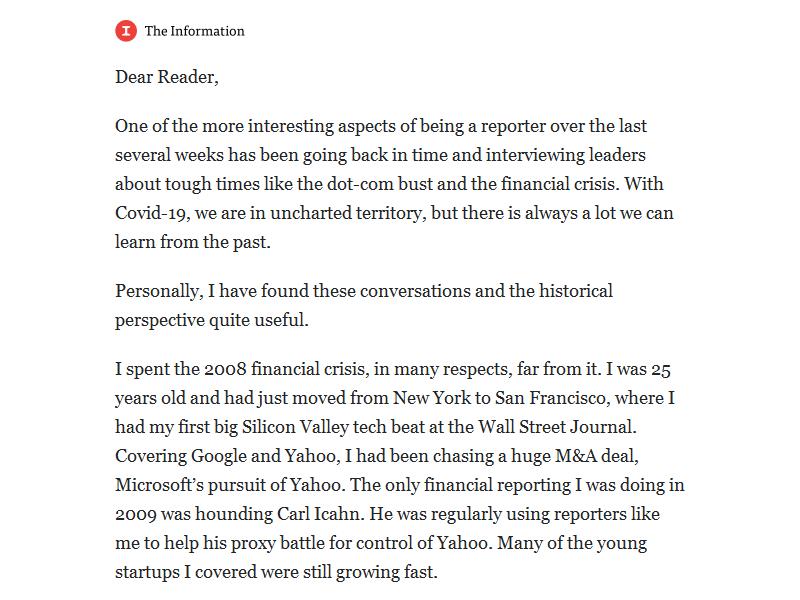 The Information
Dear Reader,
One of the more interesting aspects of being a reporter over the last
several weeks has been going back in time and interviewing leaders
about tough times like the dot-com bust and the financial crisis. With
Covid-19, we are in uncharted territory, but there is always a lot we can
learn from the past.
Personally, I have found these conversations and the historical
perspective quite useful.
I spent the 2008 financial crisis, in many respects, far from it. I was 25
years old and had just moved from New York to San Francisco, where I
had my first big Silicon Valley tech beat at the Wall Street Journal.
Covering Google and Yahoo, I had been chasing a huge M&A deal,
Microsoft’s pursuit of Yahoo. The only financial reporting I was doing in
2009 was hounding Carl Icahn. He was regularly using reporters like
me to help his proxy battle for control of Yahoo. Many of the young
startups I covered were still growing fast.